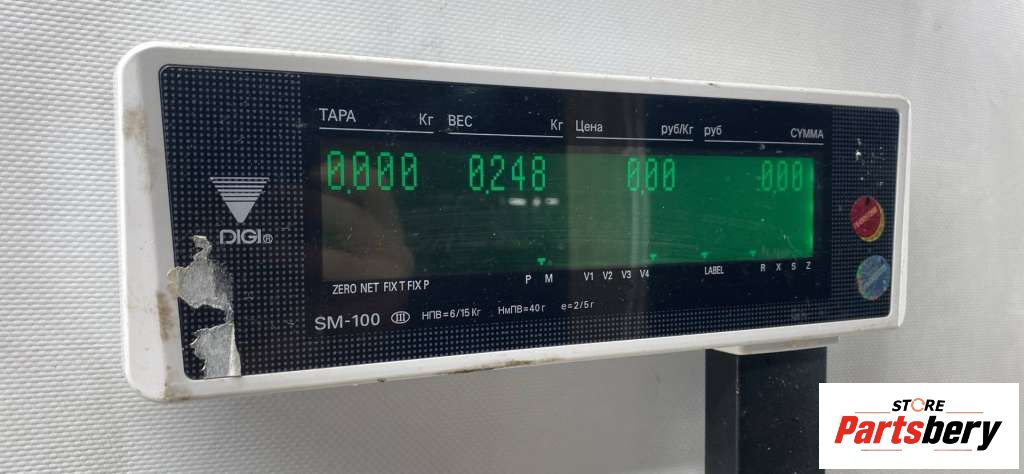 ТАРА Кг ВЕС Кг Цена руб/Кг руб СУММА
0.000 0.248 0.00 0.00
DIGI®
P M V1 V2 V3 V4 LABEL R X S Z
ZERO NET FIX T FIX P
SM-100 III НПВ=6/15 Кг НмПВ=40 г e=2/5 г
STORE
Partsbery